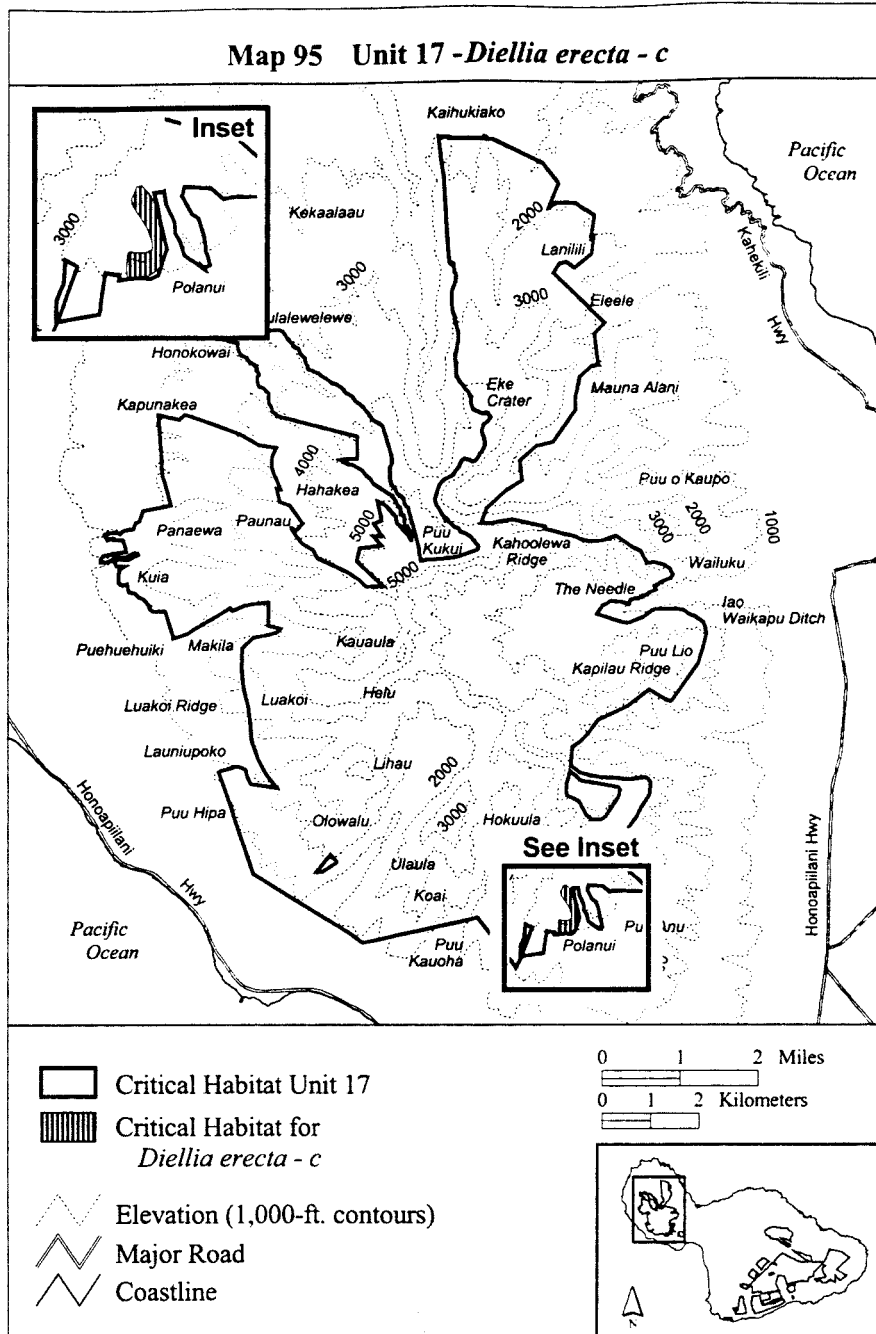 Map 95 Unit 17 -Diellia erecta - c
Inset
3000
Polanui
Kaihukiako
Pacific
Ocean
Kahekili
Hwy
Kekaalaau
2000
Lanilili
3000
3000
Eleele
ulalewelewe
Honokowai
Eke
Crater
Mauna Alani
Kapunakea
4000
Hahakea
Puu o Kaupo
3000
2000
1000
Panaewa
Paunau
5000
Puu
Kukui
Kahoolewa
Ridge
Wailuku
Kuia
5000
The Needle
Iao
Waikapu Ditch
Puehuehuiki
Makila
Kauaula
Puu Lio
Kapilau Ridge
Luakoi Ridge
Luakoi
Helu
Launiupoko
Lihau
2000
Puu Hipa
Olowalu
3000
Hokuula
Honoapiilani
Hwy
Honoapiilani Hwy
See Inset
Ulaula
Koai
Polanui
Pu
nu
Pacific
Ocean
Puu
Kauoha
Critical Habitat Unit 17
Critical Habitat for
Diellia erecta - c
Elevation (1,000-ft. contours)
Major Road
Coastline
0 1 2 Miles
0 1 2 Kilometers
N